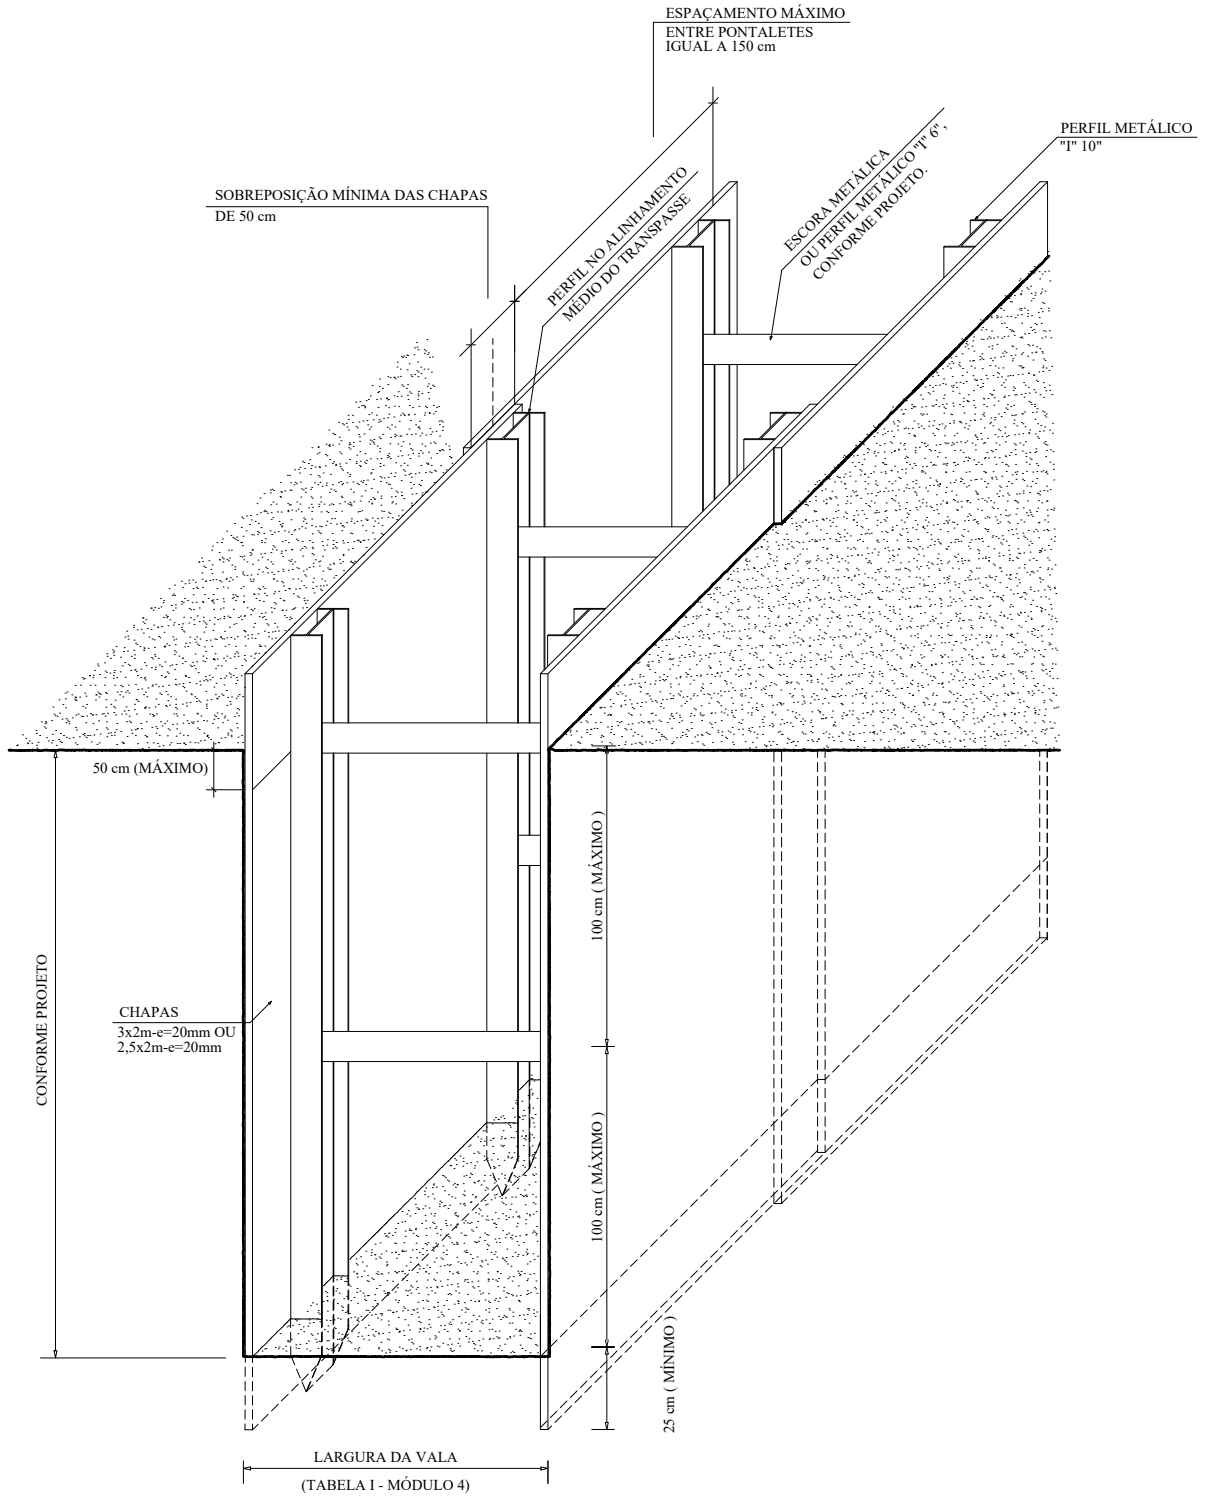 ESPAÇAMENTO MÁXIMO
ENTRE PONTALETES
IGUAL A 150 cm
PERFIL METÁLICO
"I" 10"
ESCORA METÁLICA
OU PERFIL METÁLICO "I" 6",
CONFORME PROJETO.
SOBREPOSIÇÃO MÍNIMA DAS CHAPAS
DE 50 cm
PERFIL NO ALINHAMENTO
MÉDIO DO TRANSPASSE
50 cm (MÁXIMO)
100 cm ( MÁXIMO )
CONFORME PROJETO
CHAPAS
3x2m-e=20mm OU
2,5x2m-e=20mm
100 cm ( MÁXIMO )
25 cm ( MÍNIMO )
LARGURA DA VALA
(TABELA I - MÓDULO 4)